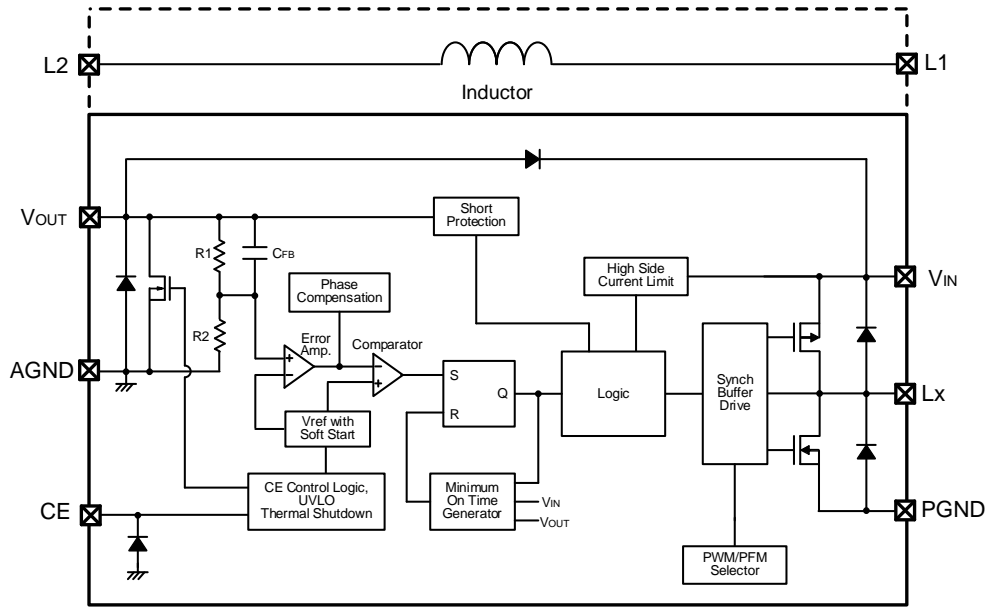 L2
L1
Inductor
VOUT
Short
Protection
R1
CFB
High Side
Current Limit
VIN
Phase
Compensation
R2
Error
Amp.
Comparator
AGND
S
Q
R
Logic
Synch
Buffer
Drive
Lx
Vref with
Soft Start
CE Control Logic,
UVLO
Thermal Shutdown
Minimum
On Time
Generator
VIN
VOUT
CE
PGND
PWM/PFM
Selector